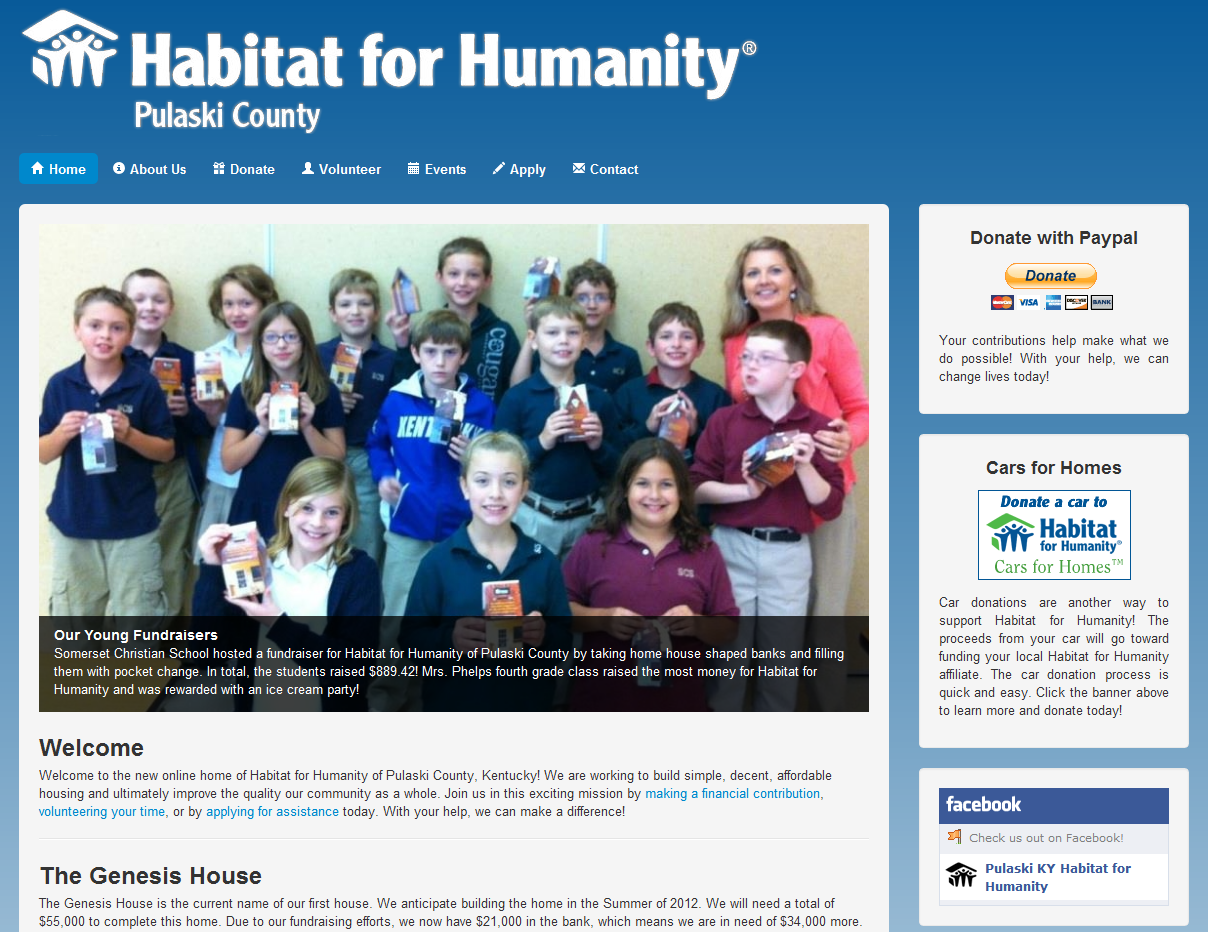 Habitat for Humanity®
Pulaski County
Home
About Us
Donate
Volunteer
Events
Apply
Contact
COUGA
KENT
SCS
Our Young Fundraisers
Somerset Christian School hosted a fundraiser for Habitat for Humanity of Pulaski County by taking home house shaped banks and filling
them with pocket change. In total, the students raised $889.42! Mrs. Phelps fourth grade class raised the most money for Habitat for
Humanity and was rewarded with an ice cream party!
Welcome
Welcome to the new online home of Habitat for Humanity of Pulaski County, Kentucky! We are working to build simple, decent, affordable
housing and ultimately improve the quality our community as a whole. Join us in this exciting mission by making a financial contribution,
volunteering your time, or by applying for assistance today. With your help, we can make a difference!
The Genesis House
The Genesis House is the current name of our first house. We anticipate building the home in the Summer of 2012. We will need a total of
$55,000 to complete this home. Due to our fundraising efforts, we now have $21,000 in the bank, which means we are in need of $34,000 more.
Donate with Paypal
Donate
VISA
BANK
Your contributions help make what we
do possible! With your help, we can
change lives today!
Cars for Homes
Donate a car to
Habitat
for Humanity®
Cars for Homes™
Car donations are another way to
support Habitat for Humanity! The
proceeds from your car will go toward
funding your local Habitat for Humanity
affiliate. The car donation process is
quick and easy. Click the banner above
to learn more and donate today!
facebook
Check us out on Facebook!
Pulaski KY Habitat for
Humanity